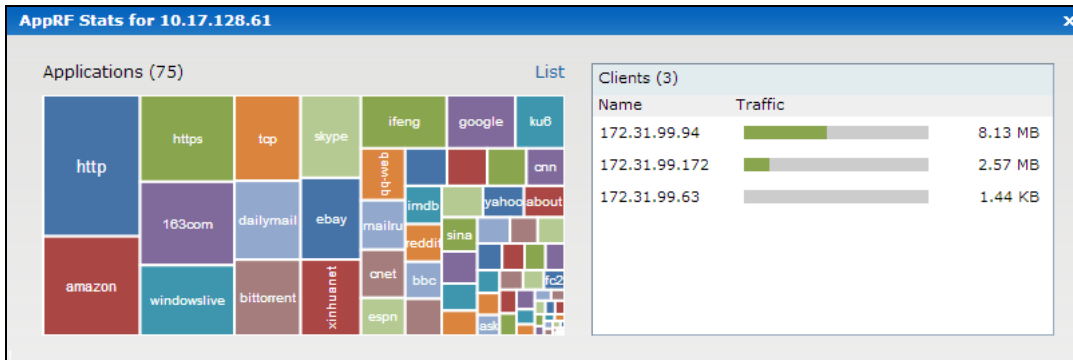 AppRF Stats for 10.17.128.61 x
Applications (75) List
http
https
tcp
skype
ifeng
google
ku6
qq-web
cnn
163com
dailymail
ebay
mailru
imdb
yahoo
about
reddit
sina
amazon
windowslive
bittorrent
xinhuanet
cnet
bbc
fc2
espn
ask
Clients (3)
Name Traffic
172.31.99.94 8.13 MB
172.31.99.172 2.57 MB
172.31.99.63 1.44 KB